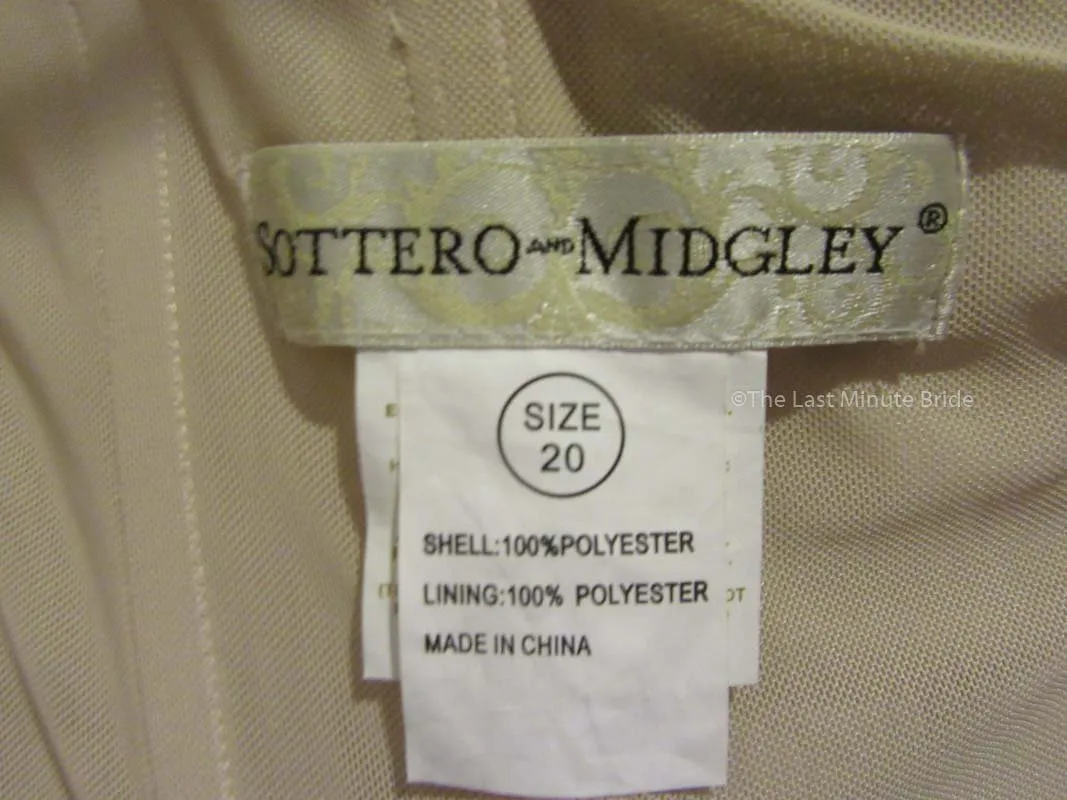 SOTTERO AND MIDGLEY ®
©The Last Minute Bride
SIZE
20
SHELL:100%POLYESTER
LINING:100% POLYESTER
MADE IN CHINA